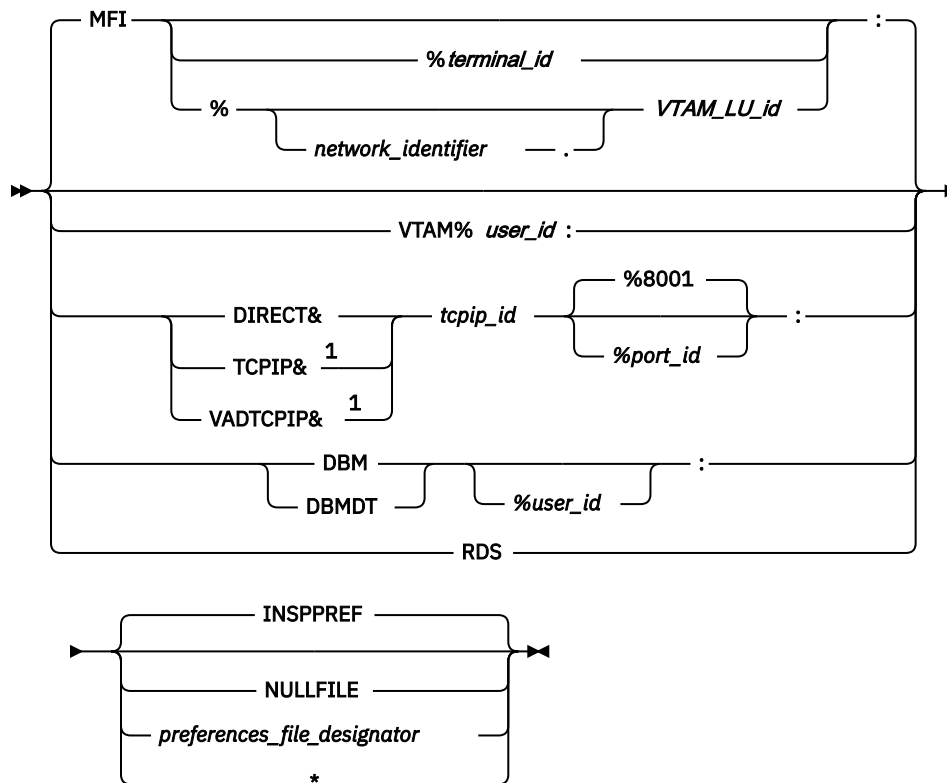 MFI :
%terminal_id
% VTAM_LU_id
network_identifier .
VTAM% user_id :
%8001
DIRECT& tcpip_id :
1
TCPIP& %port_id
1
VADTCPIP&
DBM :
DBMDT %user_id
RDS
INSPPREF
NULLFILE
preferences_file_designator
*